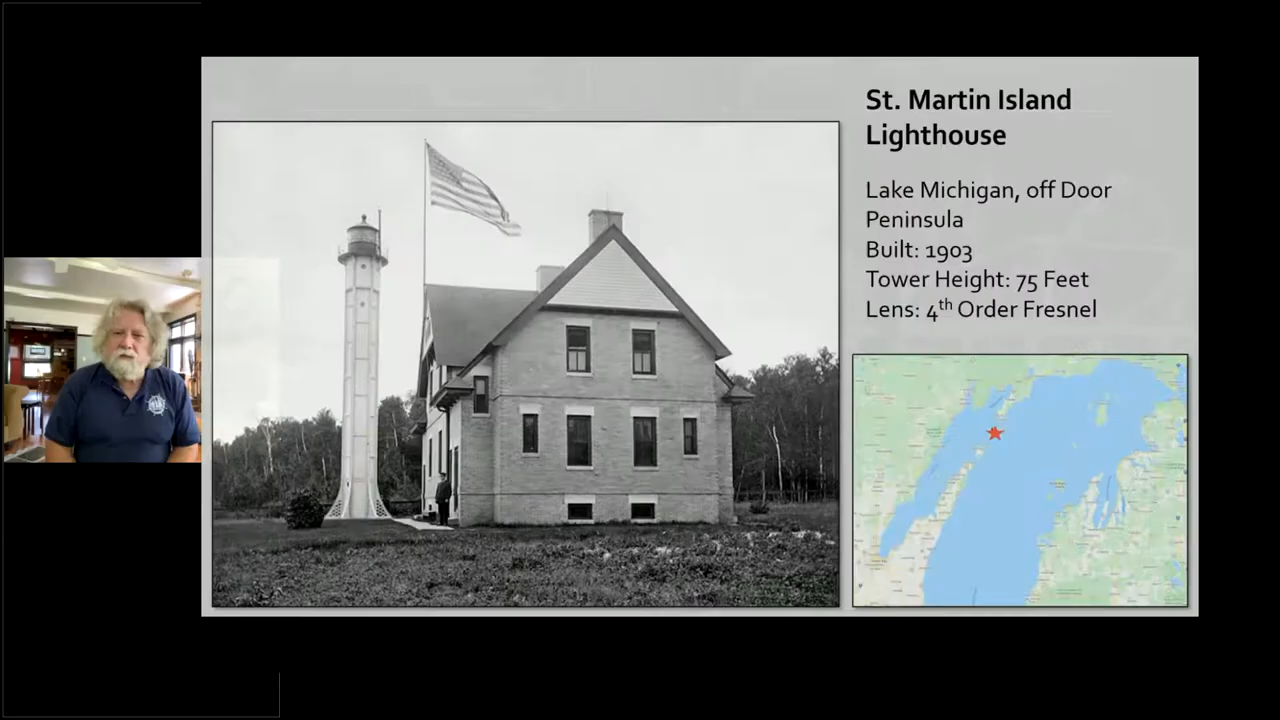 St. Martin Island
Lighthouse
Lake Michigan, off Door
Peninsula
Built: 1903
Tower Height: 75 Feet
Lens: 4th Order Fresnel